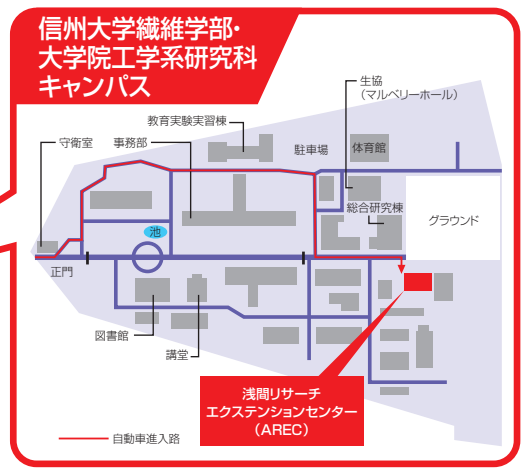 信州大学繊維学部・
大学院工学系研究科
キャンパス
生協
（マルベリーホール）
教育実験実習棟
守衛室
事務部
駐車場
体育館
総合研究棟
グラウンド
池
正門
図書館
講堂
浅間リサーチ
エクステンションセンター
（AREC）
自動車進入路